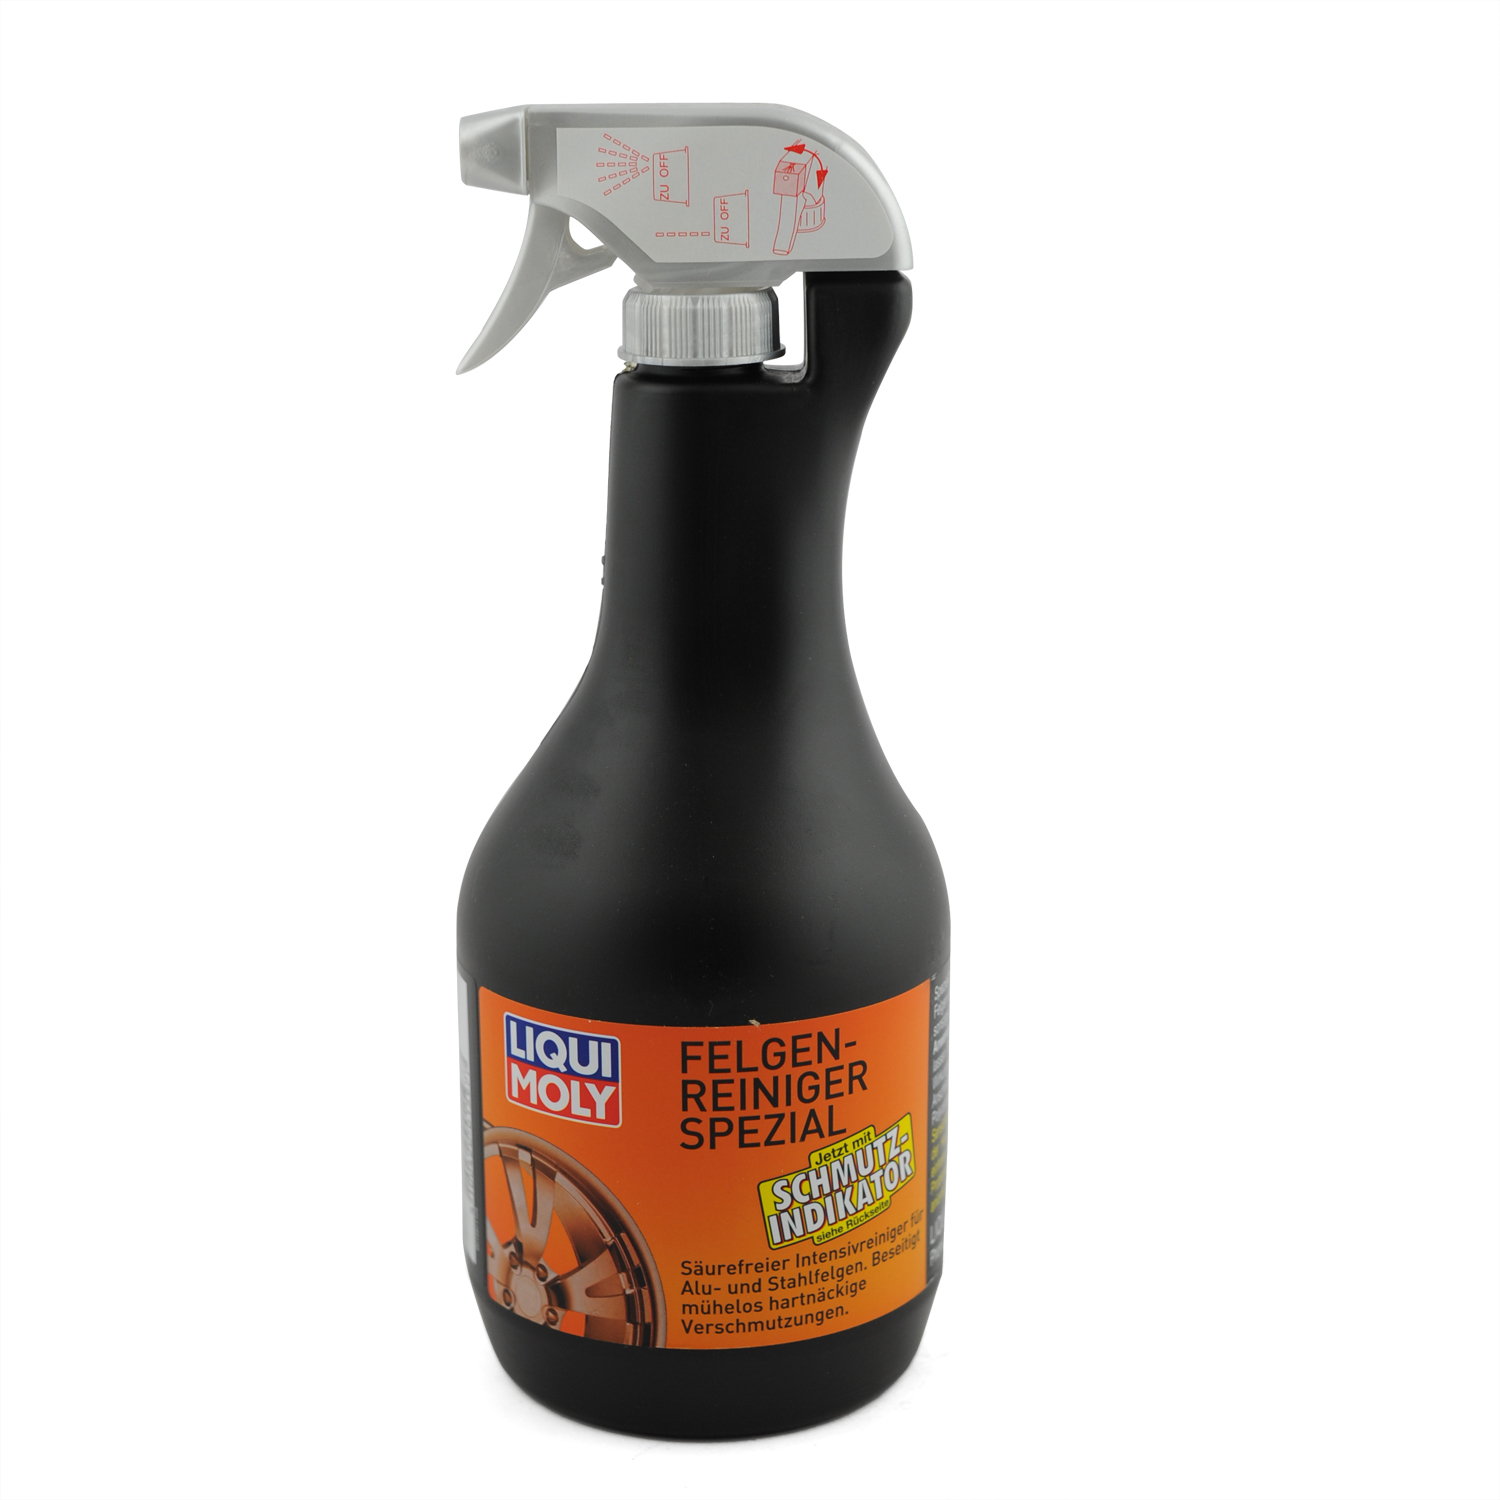 ZU OFF
ZU OFF
LIQUI
MOLY
FELGEN-
REINIGER
SPEZIAL
Jetzt mit
SCHMUTZ-
INDIKATOR
siehe Rückseite
Säurefreier Intensivreiniger für
Alu- und Stahlfelgen. Beseitigt
mühelos hartnäckige
Verschmutzungen.